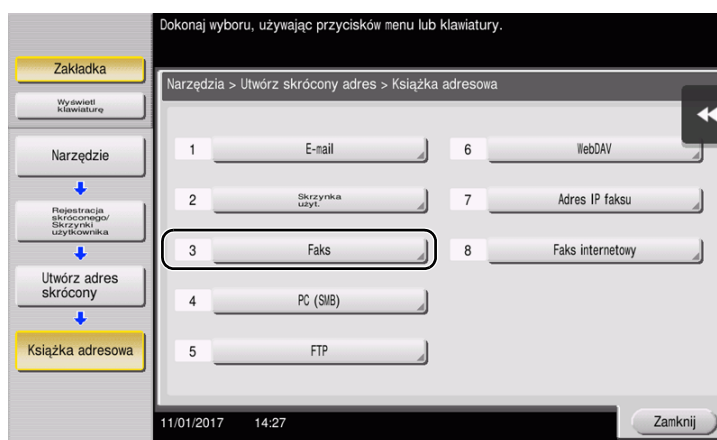 Dokonaj wyboru, używając przycisków menu lub klawiatury.
Zakładka
Wyświetl
klawiaturę
Narzędzie
Rejestracja
skróconego/
Skrzynki
użytkownika
Utwórz adres
skrócony
Książka adresowa
Narzędzia > Utwórz skrócony adres > Książka adresowa
1 E-mail
2 Skrzynka
użyt.
3 Faks
4 PC (SMB)
5 FTP
6 WebDAV
7 Adres IP faksu
8 Faks internetowy
11/01/2017 14:27
Zamknij